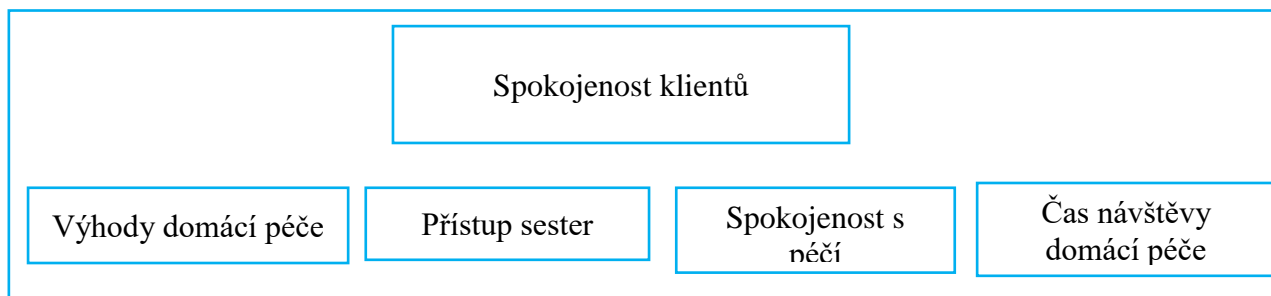 Spokojenost klientů
Výhody domácí péče
Přístup sester
Spokojenost s
péčí
Čas návštěvy
domácí péče